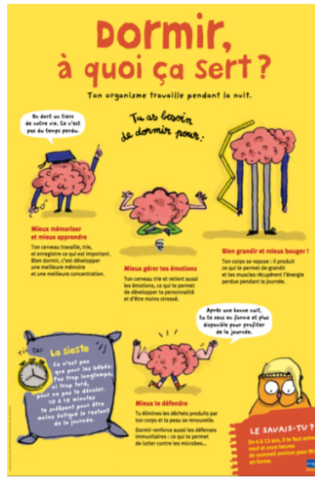 DORMIR,
à quoi ça sert ?
Ton organisme travaille pendant la nuit.
On dort un tiers
de votre vie. Ce n'est
pas du temps perdu.
Tu as besoin
de dormir pour :
Mieux mémoriser
et mieux apprendre
Ton cerveau travaille, trie,
et enregistre ce qui est important.
Bien dormir, c'est développer
une meilleure mémoire
et une meilleure concentration.
Mieux gérer tes émotions
Ton cerveau trie et retient aussi
les émotions, ce qui te permet
de développer ta personnalité
et d'être moins stressé.
Bien grandir et mieux bouger !
Ton corps se repose : il produit
ce qui te permet de grandir
et tes muscles récupèrent l'énergie
perdue pendant la journée.
La sieste
Ce n'est pas
que pour les bébés.
Pas trop longtemps,
ni trop tard,
pour ne pas te décaler.
10 à 15 minutes
te suffisent pour être
moins fatigué le restant
de la journée.
Mieux te défendre
Tu élimines les déchets produits par
ton corps et ta peau se renouvelle.
Dormir renforce aussi tes défenses
immunitaires : ce qui te permet
de lutter contre les microbes...
Après une bonne nuit,
tu te sens en forme et plus
disponible pour profiter
de la journée.
LE SAVAIS-TU ?
De 6 à 12 ans, il te faut entre
neuf et onze heures
de sommeil environ pour être
en forme.